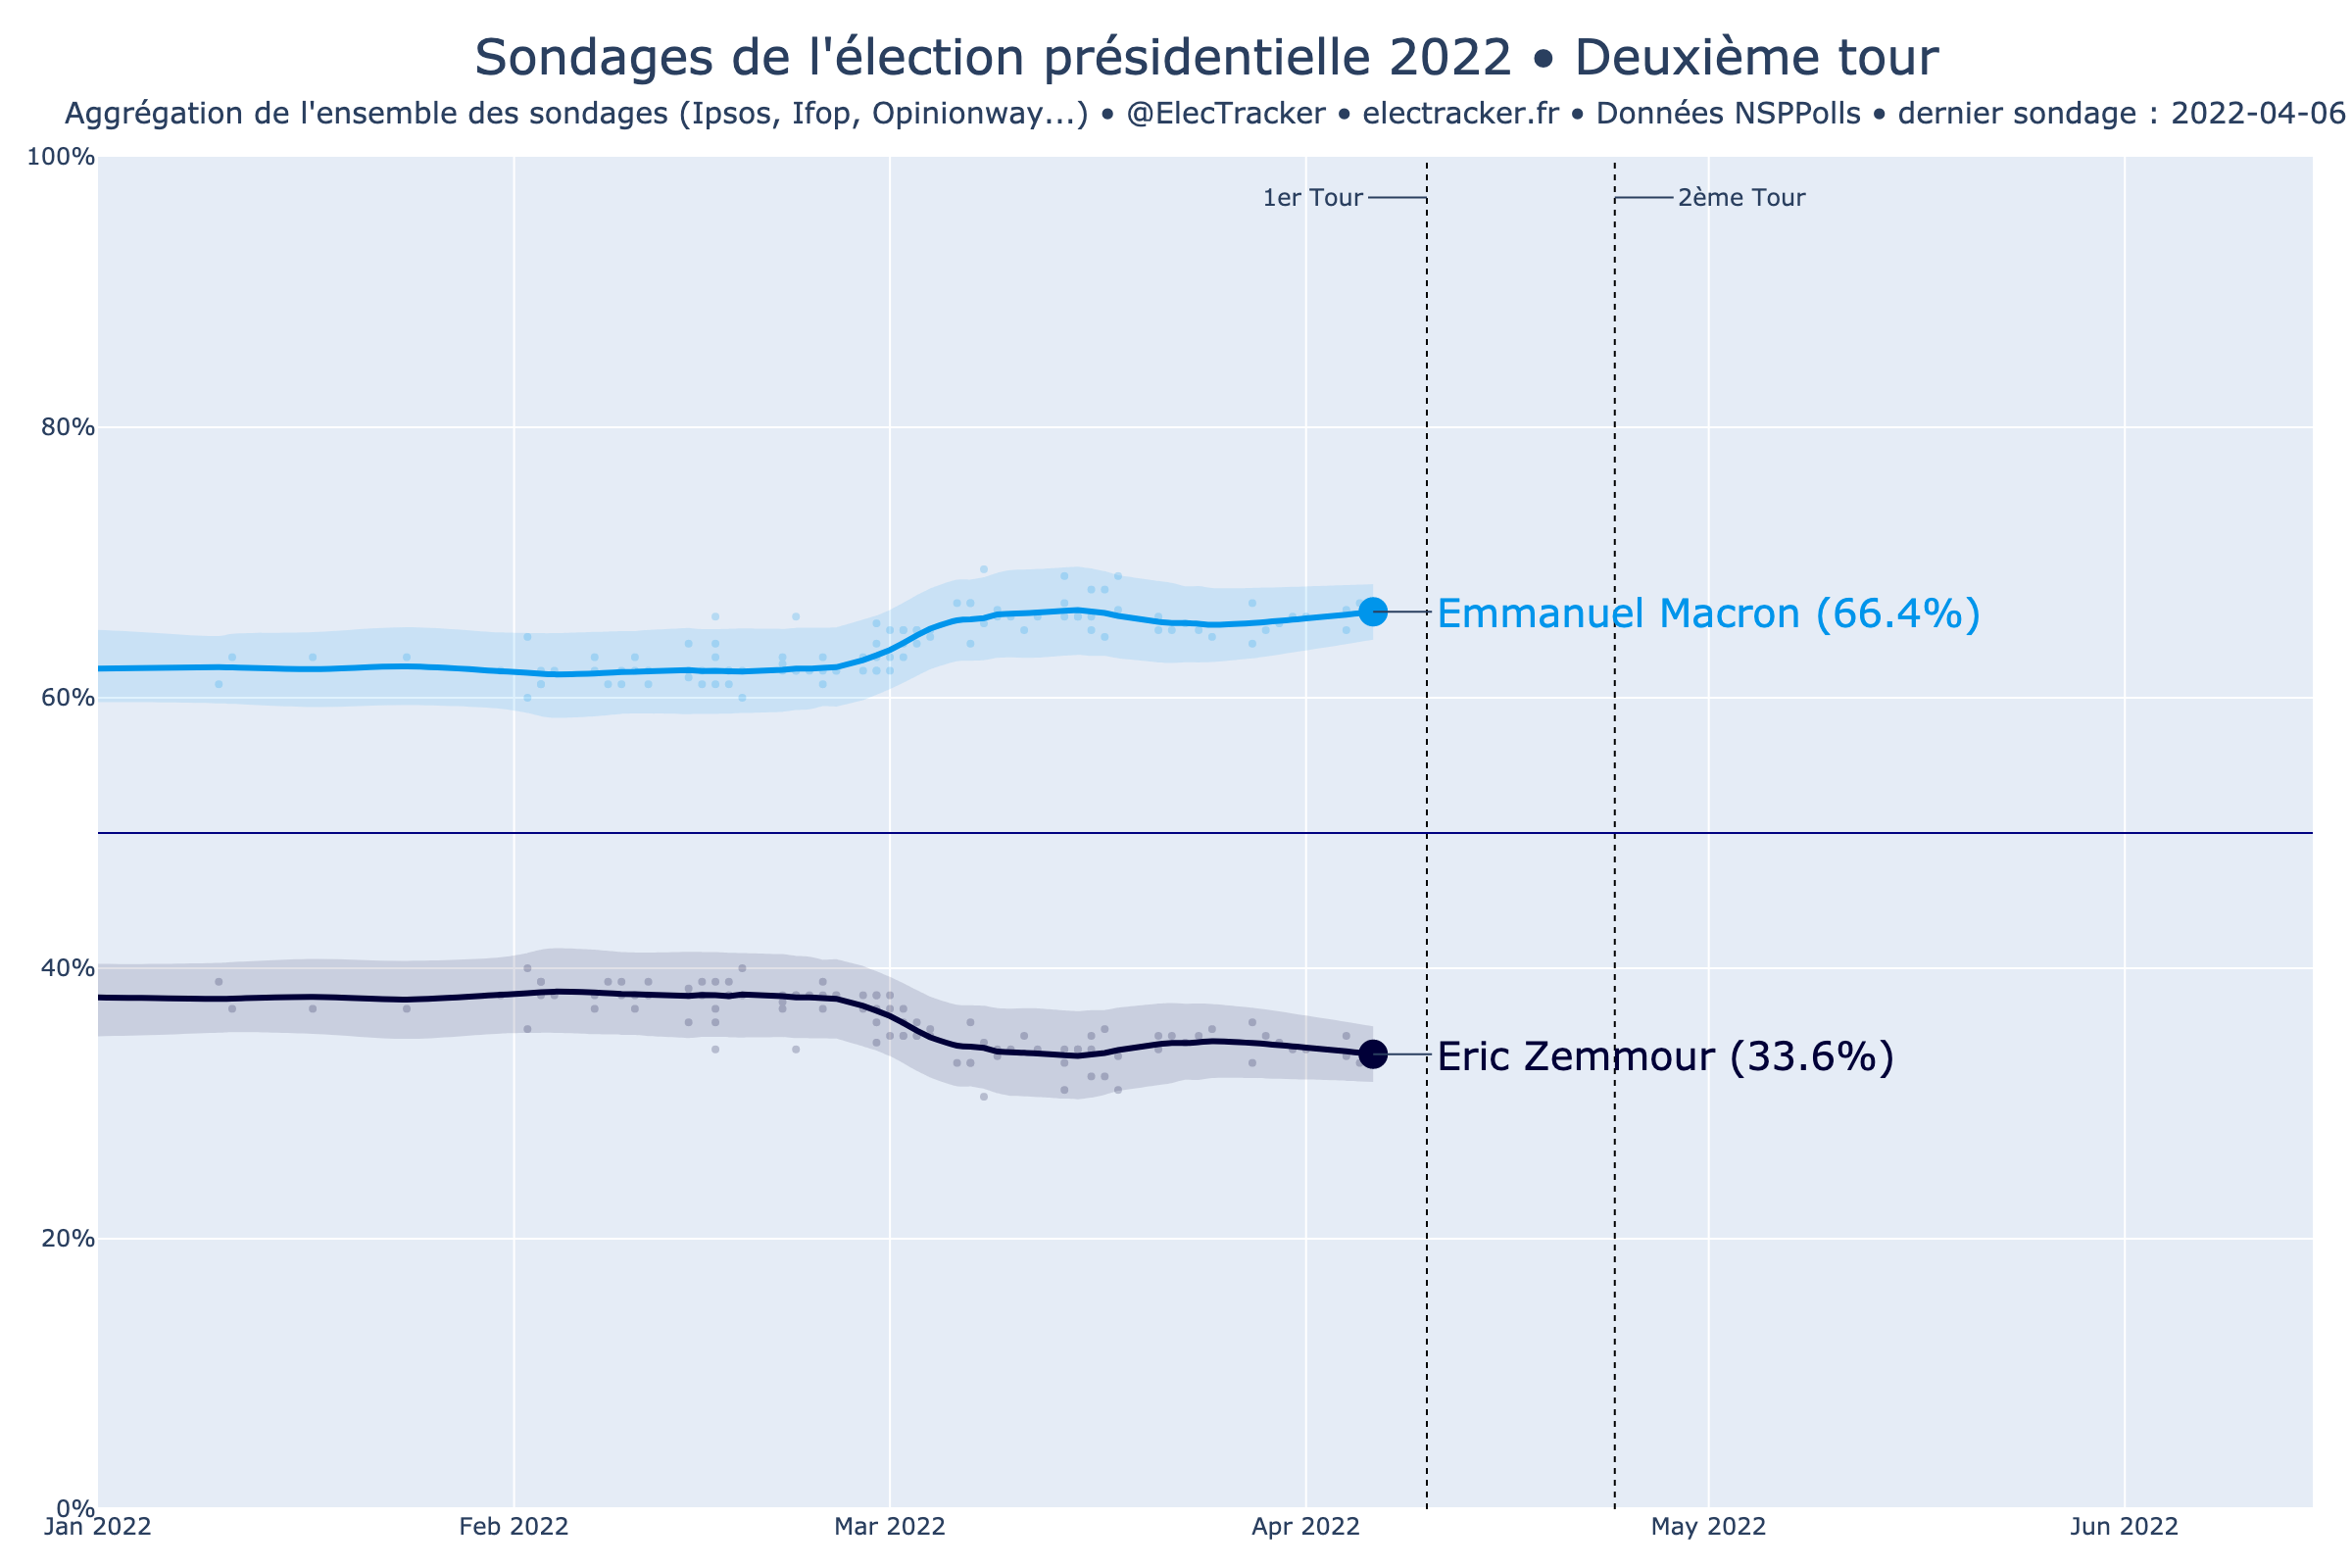 Sondages de l'élection présidentielle 2022 • Deuxième tour
Aggrégation de l'ensemble des sondages (Ipsos, Ifop, Opinionway...) • @ElecTracker • electracker.fr • Données NSPPolls • dernier sondage : 2022-04-06
100%
1er Tour
2ème Tour
80%
Emmanuel Macron (66.4%)
60%
40%
Eric Zemmour (33.6%)
20%
0%
Jan 2022
Feb 2022
Mar 2022
Apr 2022
May 2022
Jun 2022